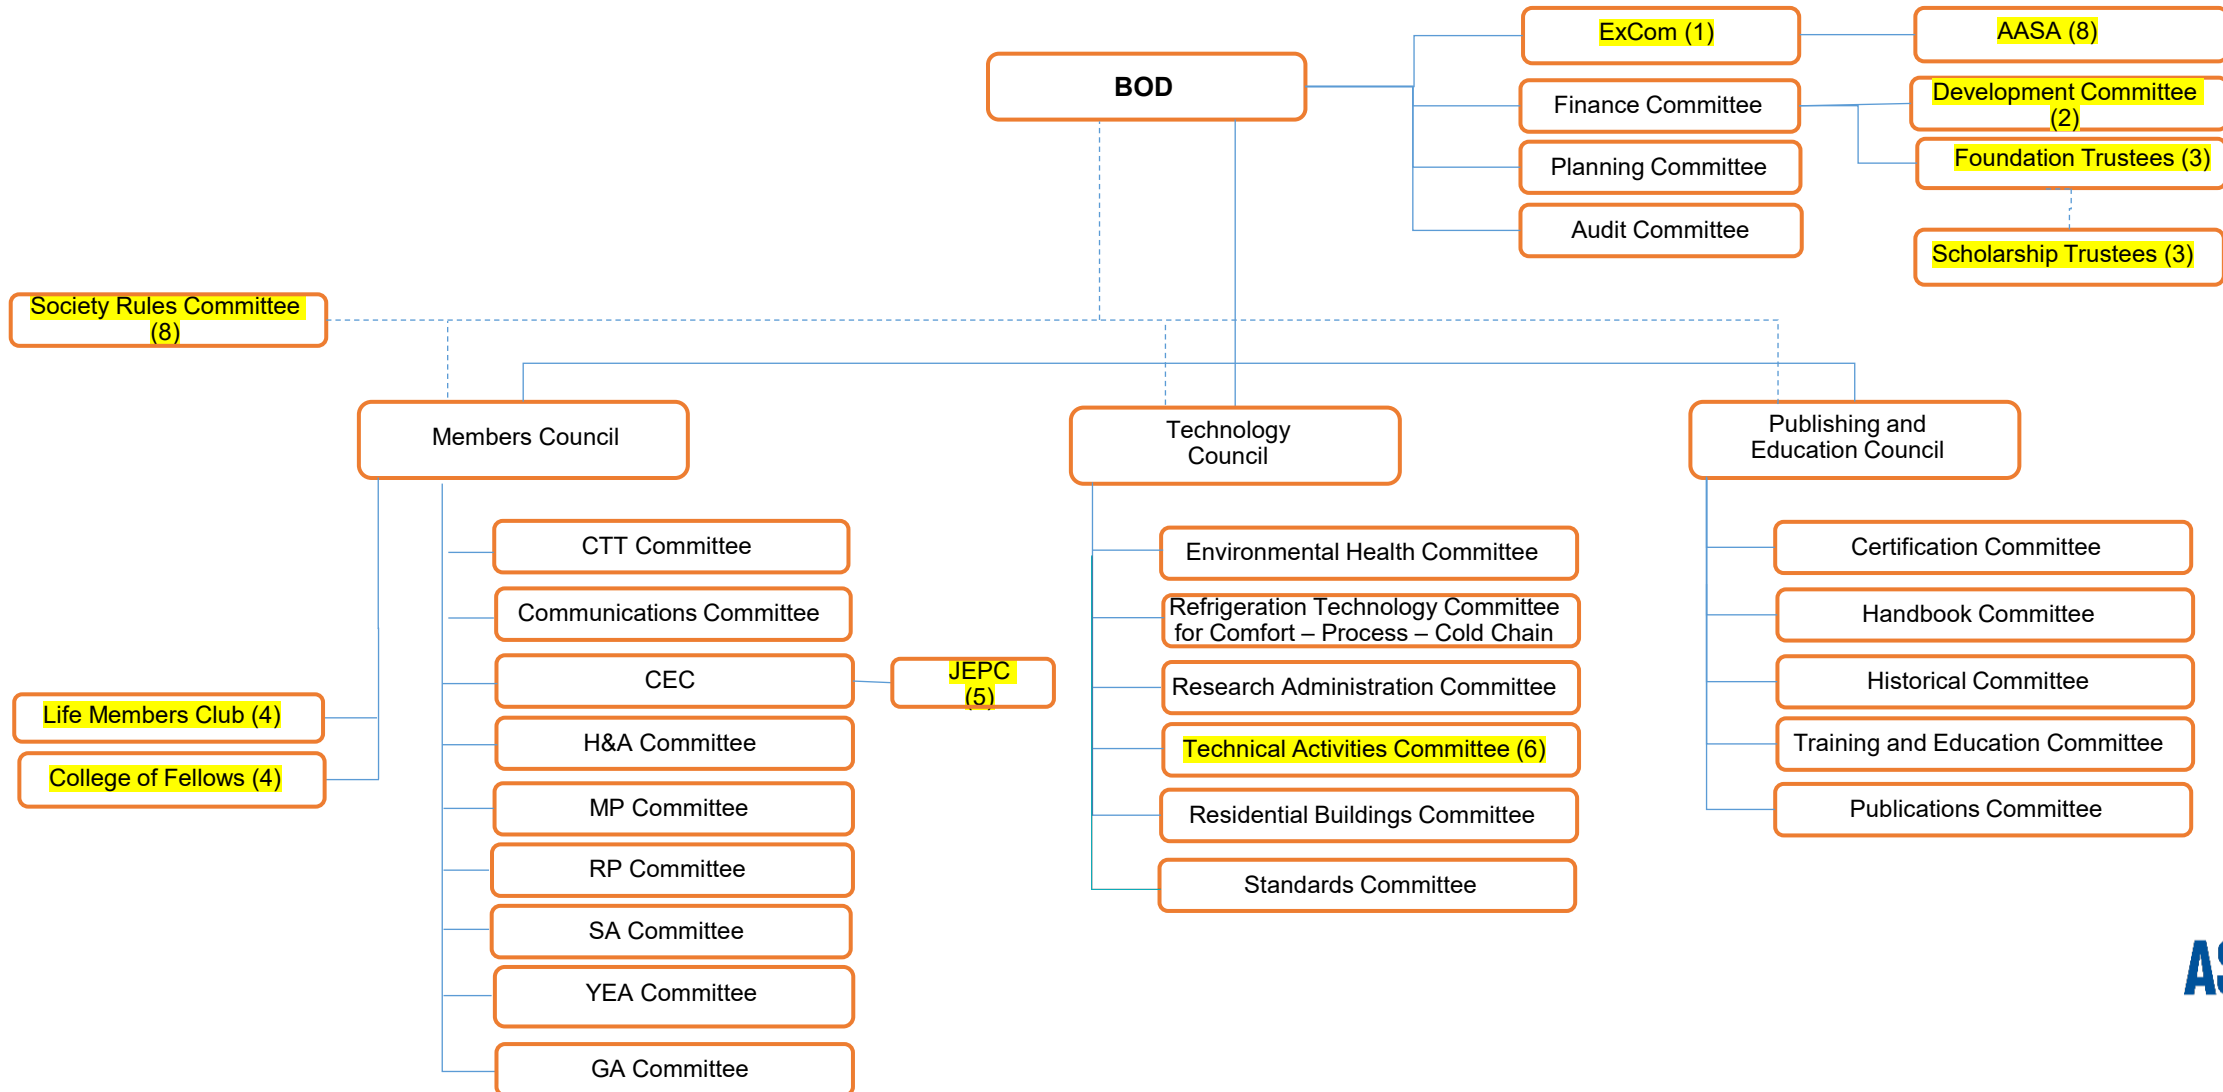 ExCom (1)
AASA (8)
BOD
Finance Committee
Development Committee
(2)
Planning Committee
Foundation Trustees (3)
Audit Committee
Scholarship Trustees (3)
Society Rules Committee
(8)
Members Council
Technology
Council
Publishing and
Education Council
CTT Committee
Communications Committee
CEC
JEPC
(5)
H&A Committee
MP Committee
RP Committee
SA Committee
YEA Committee
GA Committee
Life Members Club (4)
College of Fellows (4)
Environmental Health Committee
Refrigeration Technology Committee
for Comfort – Process – Cold Chain
Research Administration Committee
Technical Activities Committee (6)
Residential Buildings Committee
Standards Committee
Certification Committee
Handbook Committee
Historical Committee
Training and Education Committee
Publications Committee